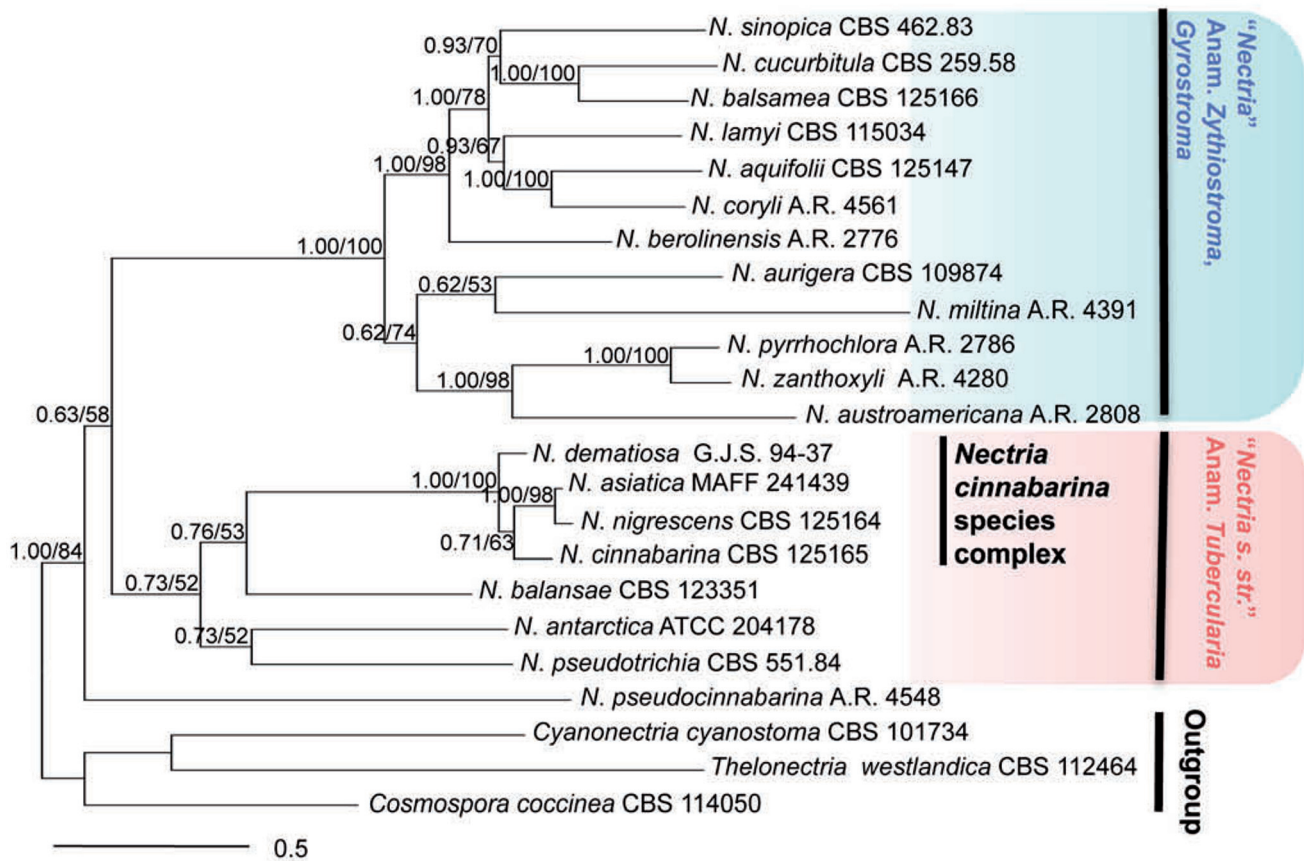 N. sinopica CBS 462.83
0.93/70
N. cucurbitula CBS 259.58
1.00/100
N. balsamea CBS 125166
1.00/78
N. lamyi CBS 115034
0.93/67
1.00/98
N. aquifolii CBS 125147
1.00/100
N. coryli A.R. 4561
N. berolinensis A.R. 2776
1.00/100
N. aurigera CBS 109874
0.62/53
N. miltina A.R. 4391
0.62/74
N. pyrrhochlora A.R. 2786
1.00/100
N. zanthoxyli A.R. 4280
1.00/98
N. austroamericana A.R. 2808
0.63/58
"Nectria"
Anam. Zythiostroma,
Gyrostroma
N. dematiosa G.J.S. 94-37
1.00/100
N. asiatica MAFF 241439
1.00/98
N. nigrescens CBS 125164
0.76/53
0.71/63
N. cinnabarina CBS 125165
1.00/84
0.73/52
N. balansae CBS 123351
N. antarctica ATCC 204178
0.73/52
N. pseudotrichia CBS 551.84
Nectria
cinnabarina
species
complex
"Nectria s. str."
Anam. Tubercularia
N. pseudocinnabarina A.R. 4548
Cyanonectria cyanostoma CBS 101734
Thelonectria westlandica CBS 112464
Cosmospora coccinea CBS 114050
Outgroup
0.5